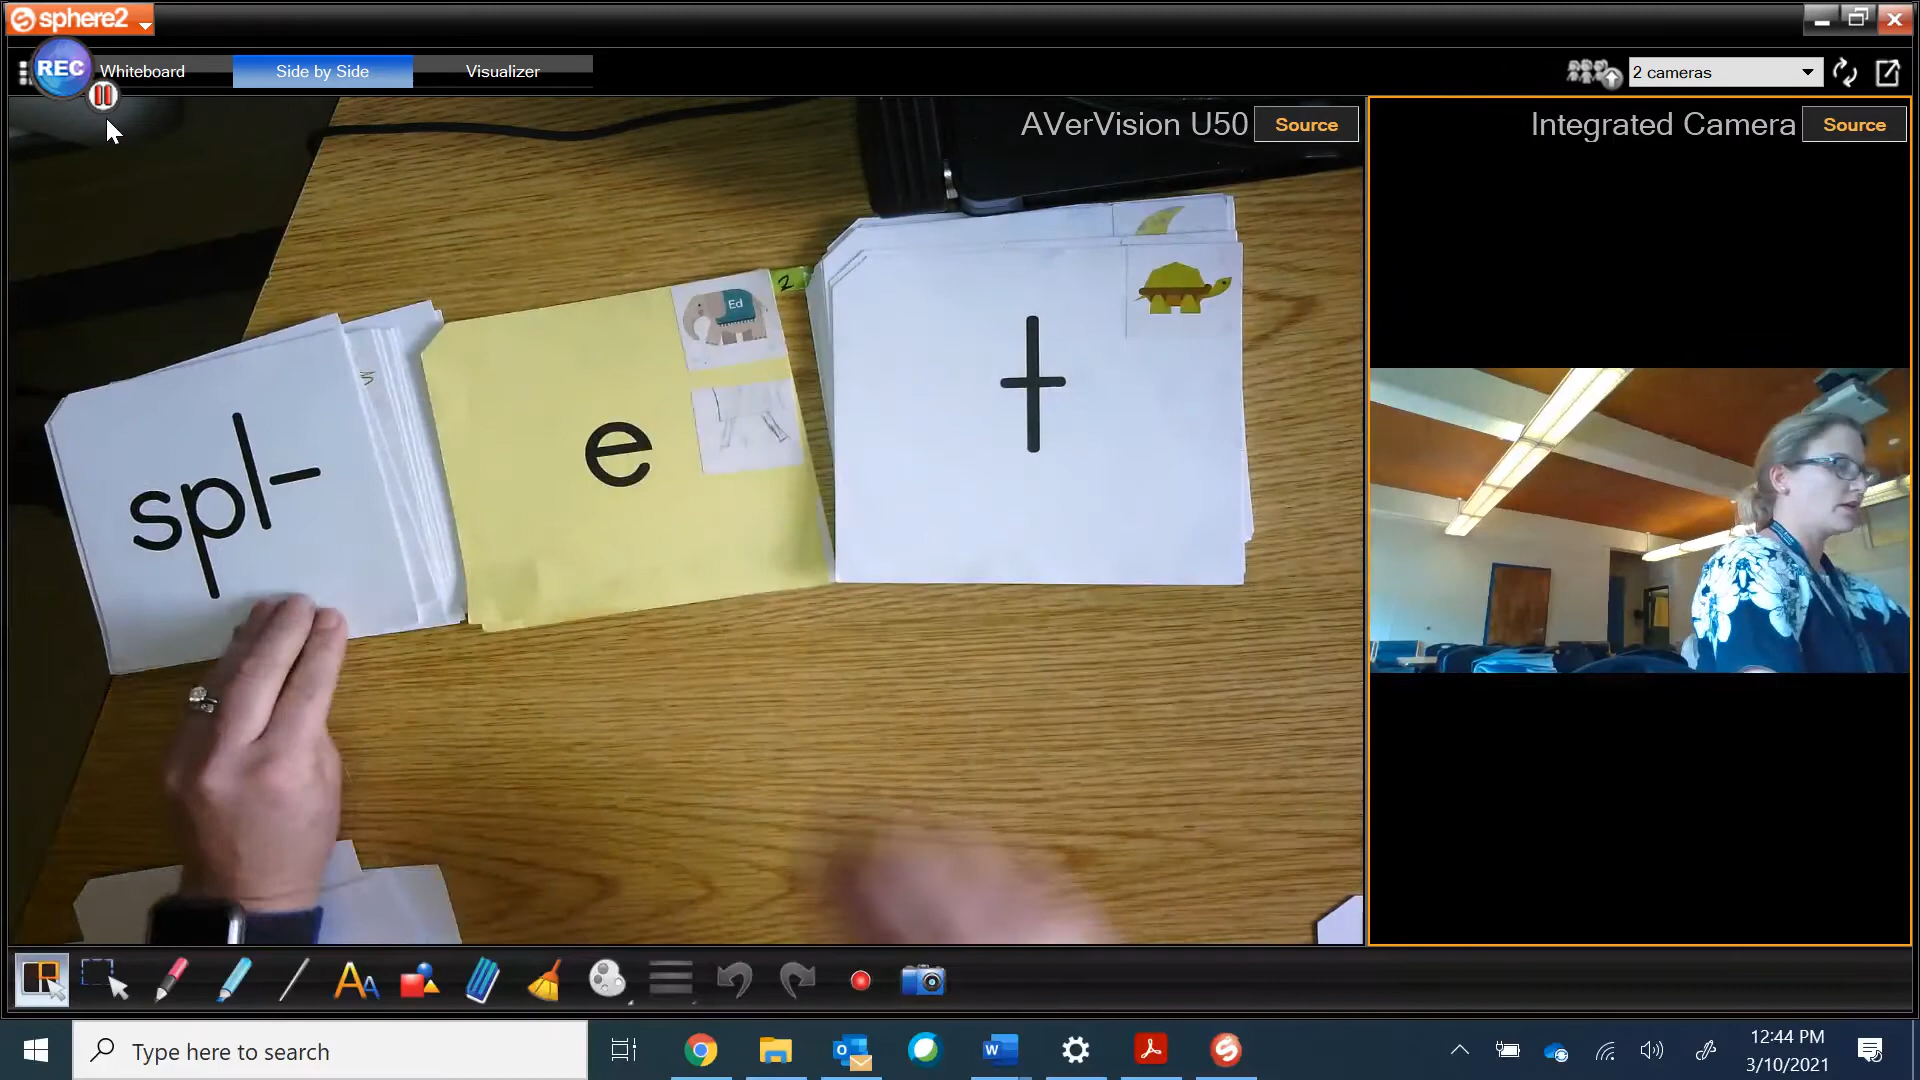 sphere2
REC
Whiteboard
Side by Side
Visualizer
2 cameras
AVerVision U50
Source
Integrated Camera
Source
spl-
e
Ed
2
t
Type here to search
12:44 PM
3/10/2021